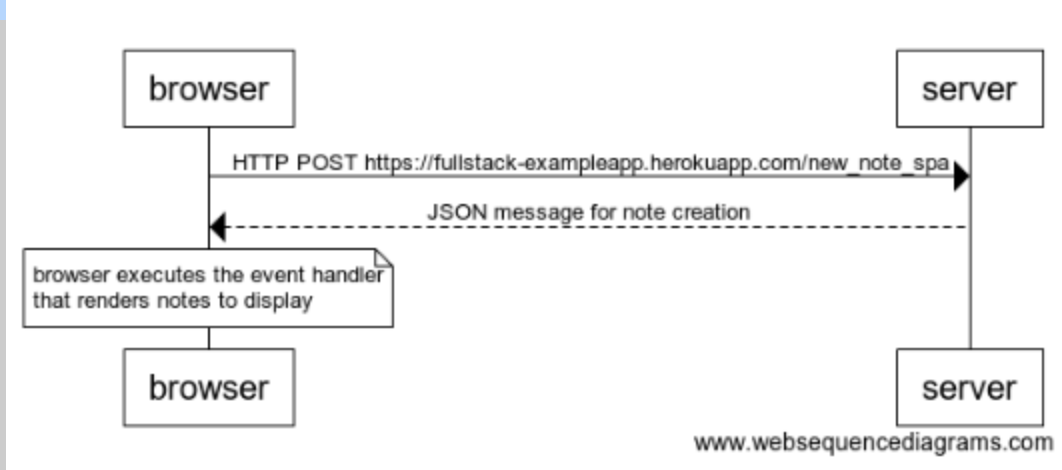 browser
server
HTTP POST https://fullstack-exampleapp.herokuapp.com/new_note_spa
JSON message for note creation
browser executes the event handler
that renders notes to display
browser
server
www.websequencediagrams.com